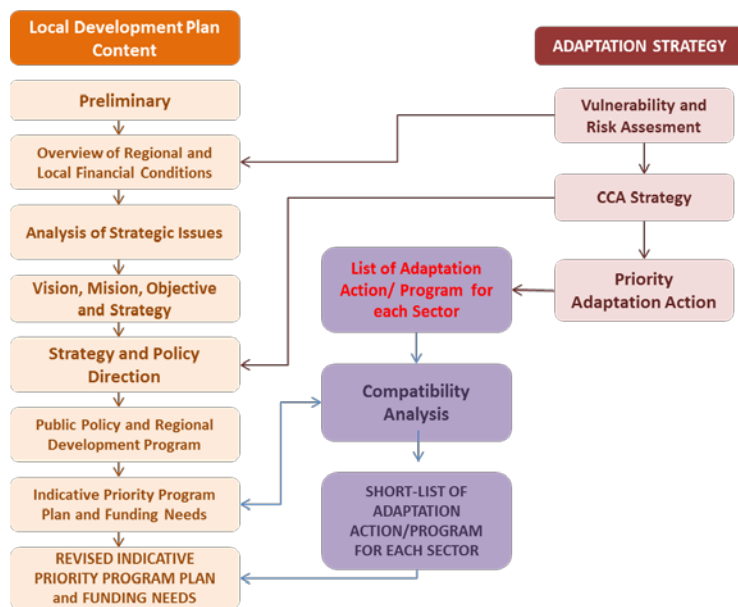 Local Development Plan
Content
Preliminary
Overview of Regional and
Local Financial Conditions
Analysis of Strategic Issues
Vision, Mision, Objective
and Strategy
Strategy and Policy
Direction
Public Policy and Regional
Development Program
Indicative Priority Program
Plan and Funding Needs
REVISED INDICATIVE
PRIORITY PROGRAM PLAN
and FUNDING NEEDS
List of Adaptation
Action/ Program for
each Sector
Compatibility
Analysis
SHORT-LIST OF
ADAPTATION
ACTION/PROGRAM
FOR EACH SECTOR
ADAPTATION STRATEGY
Vulnerability and
Risk Assesment
CCA Strategy
Priority
Adaptation Action